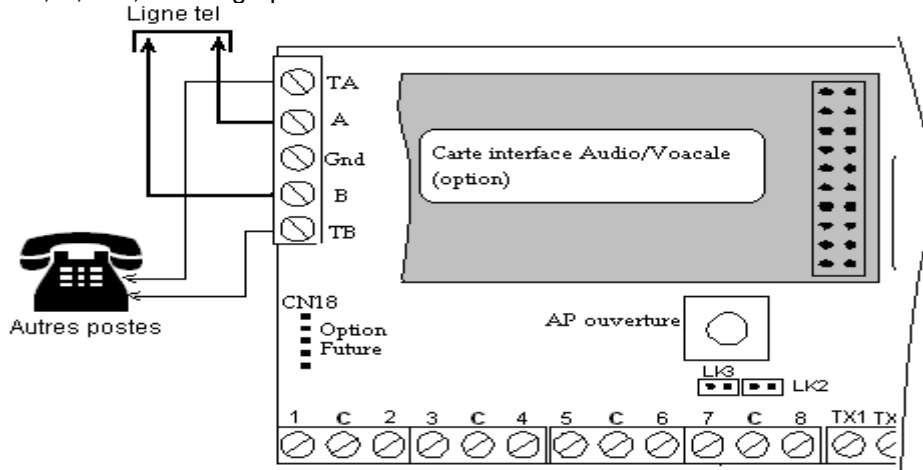 Ligne tel
TA
A
Gnd
B
TB
Carte interface Audio/Voacale
(option)
Autres postes
CN18
Option
Future
AP ouverture
LK3
LK2
1 C 2 3 C 4 5 C 6 7 C 8 TX1 TX